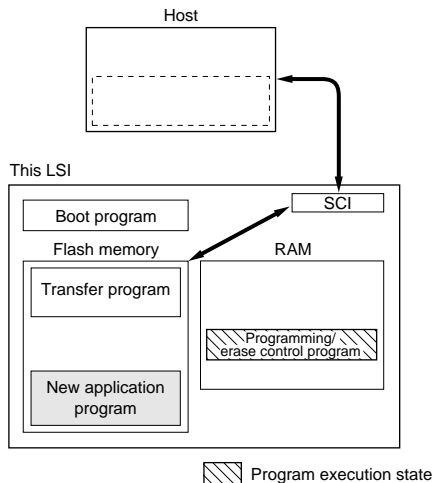 Host
This LSI
SCI
Boot program
Flash memory
RAM
Transfer program
Programming/
erase control program
New application
program
Program execution state